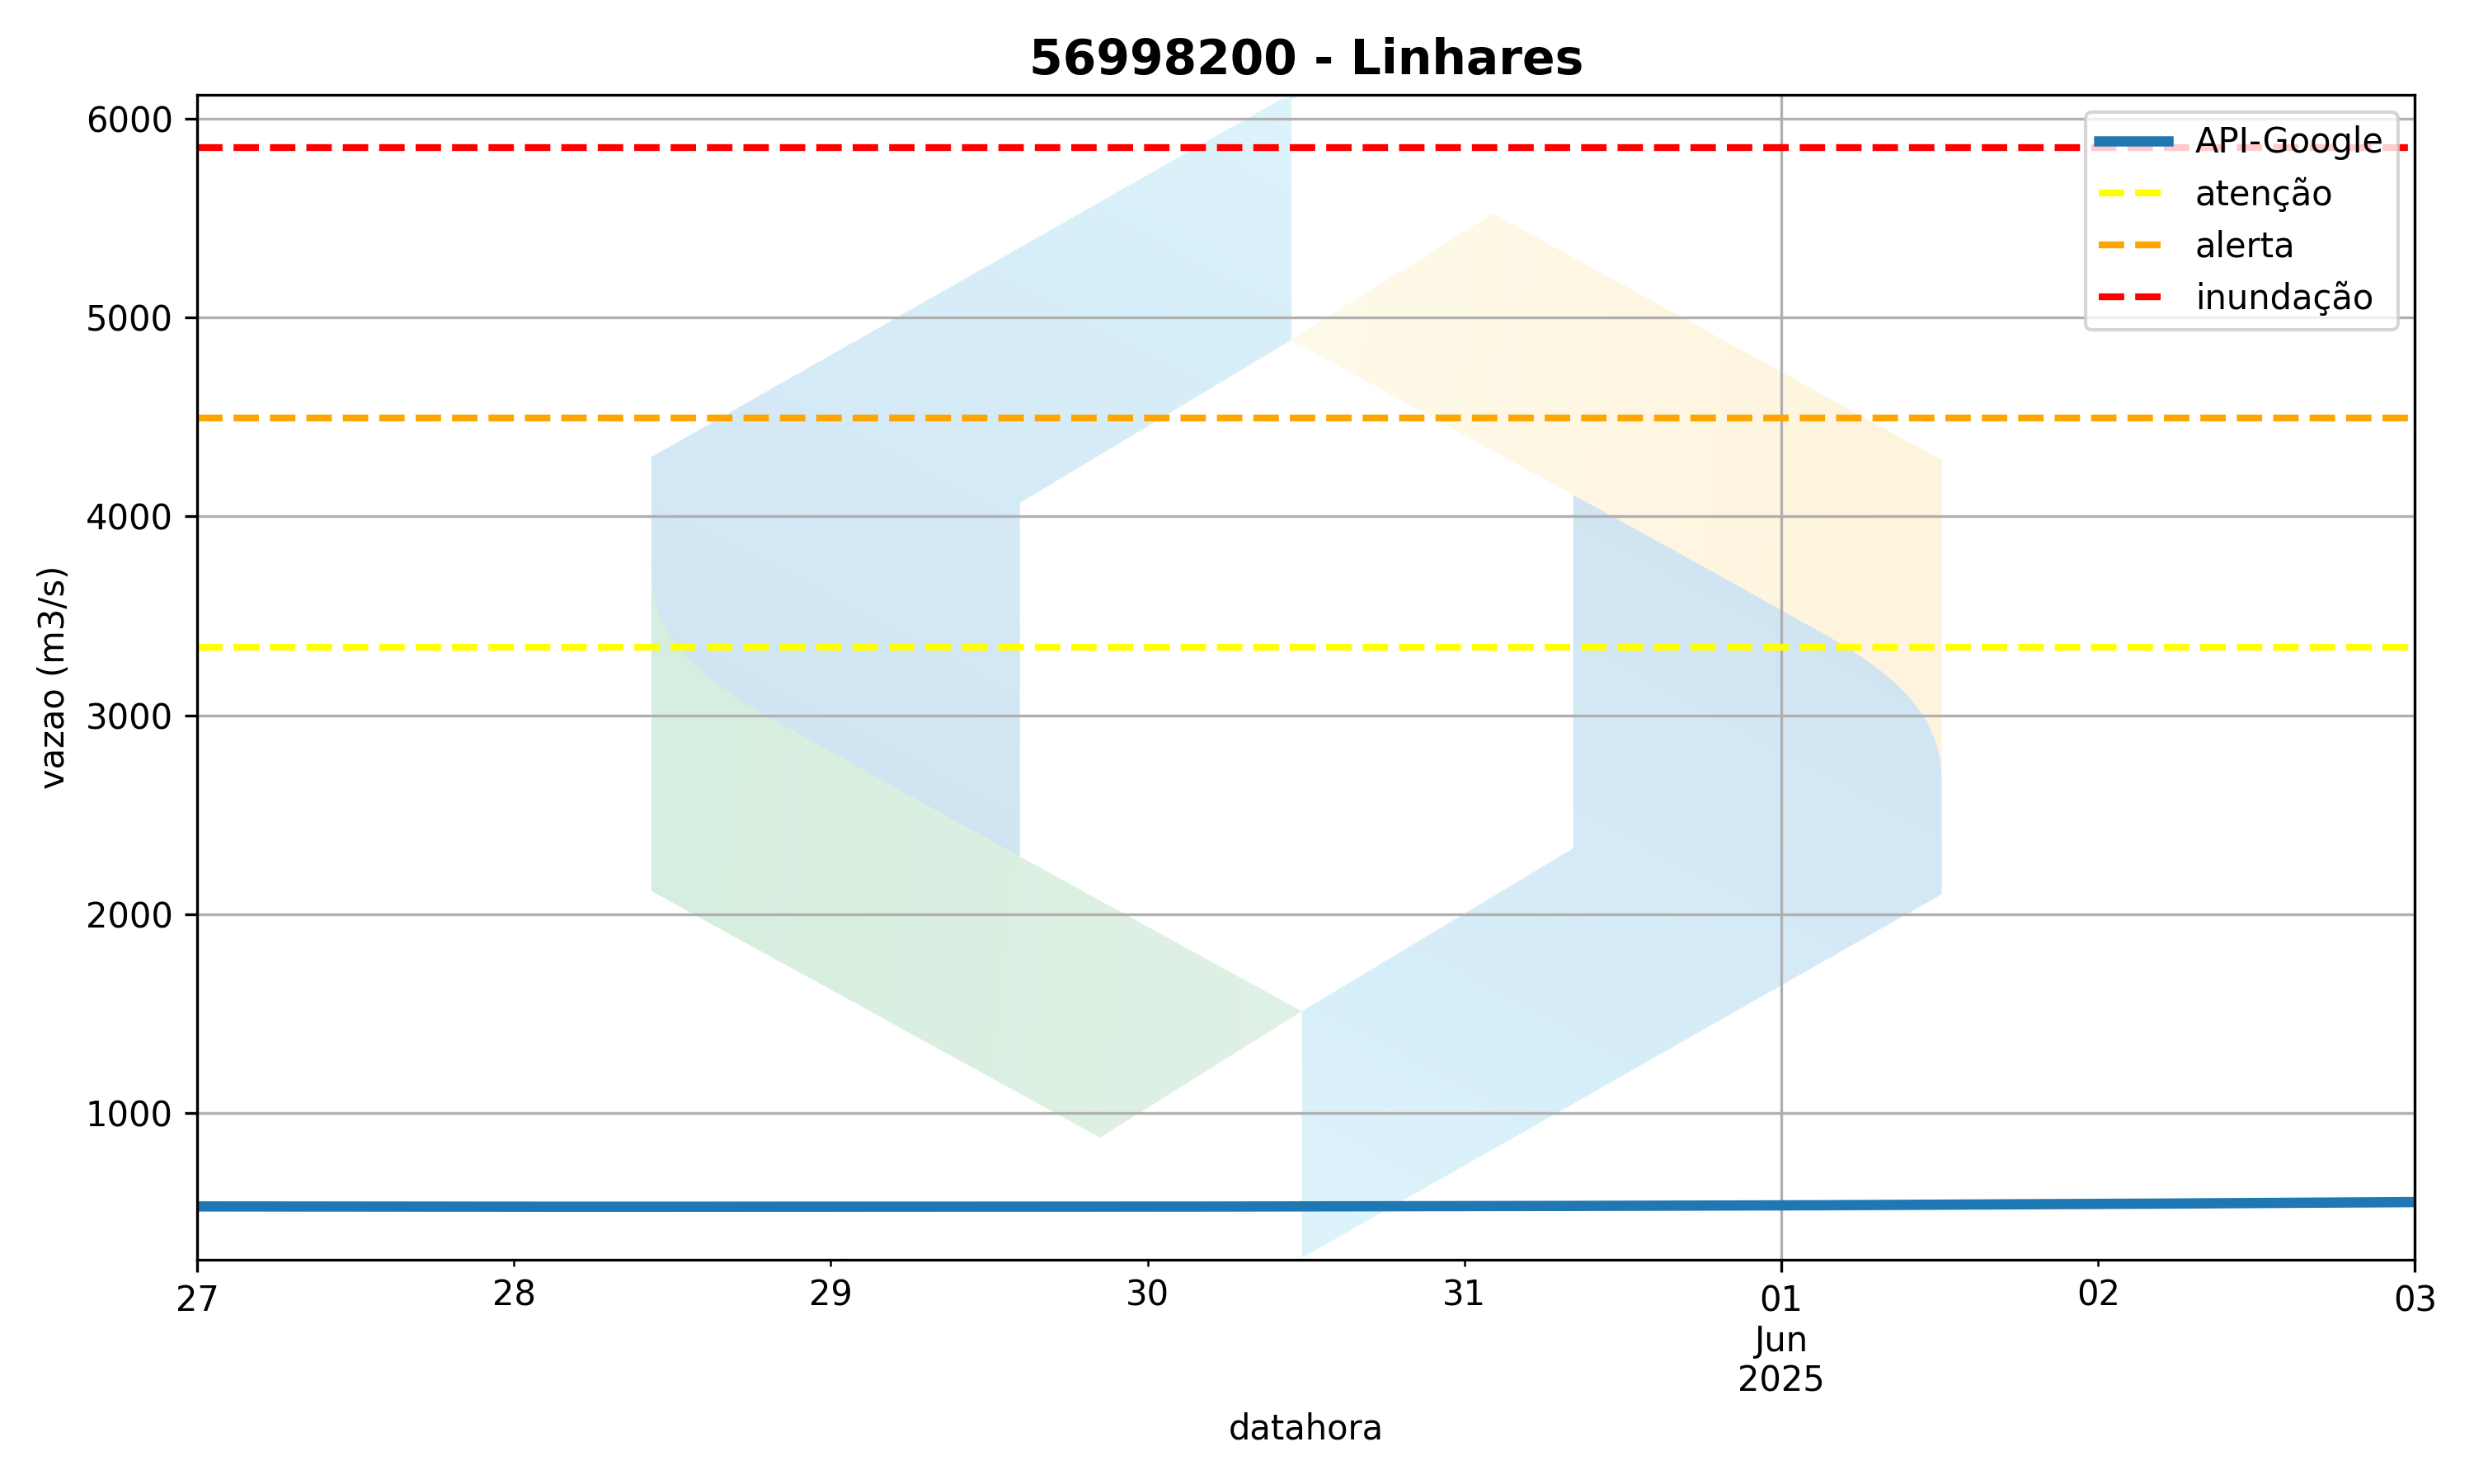 56998200 - Linhares
6000
5000
4000
3000
2000
1000
vazao (m3/s)
API-Google
atenção
alerta
inundação
27
28
29
30
31
01
02
03
Jun
2025
datahora